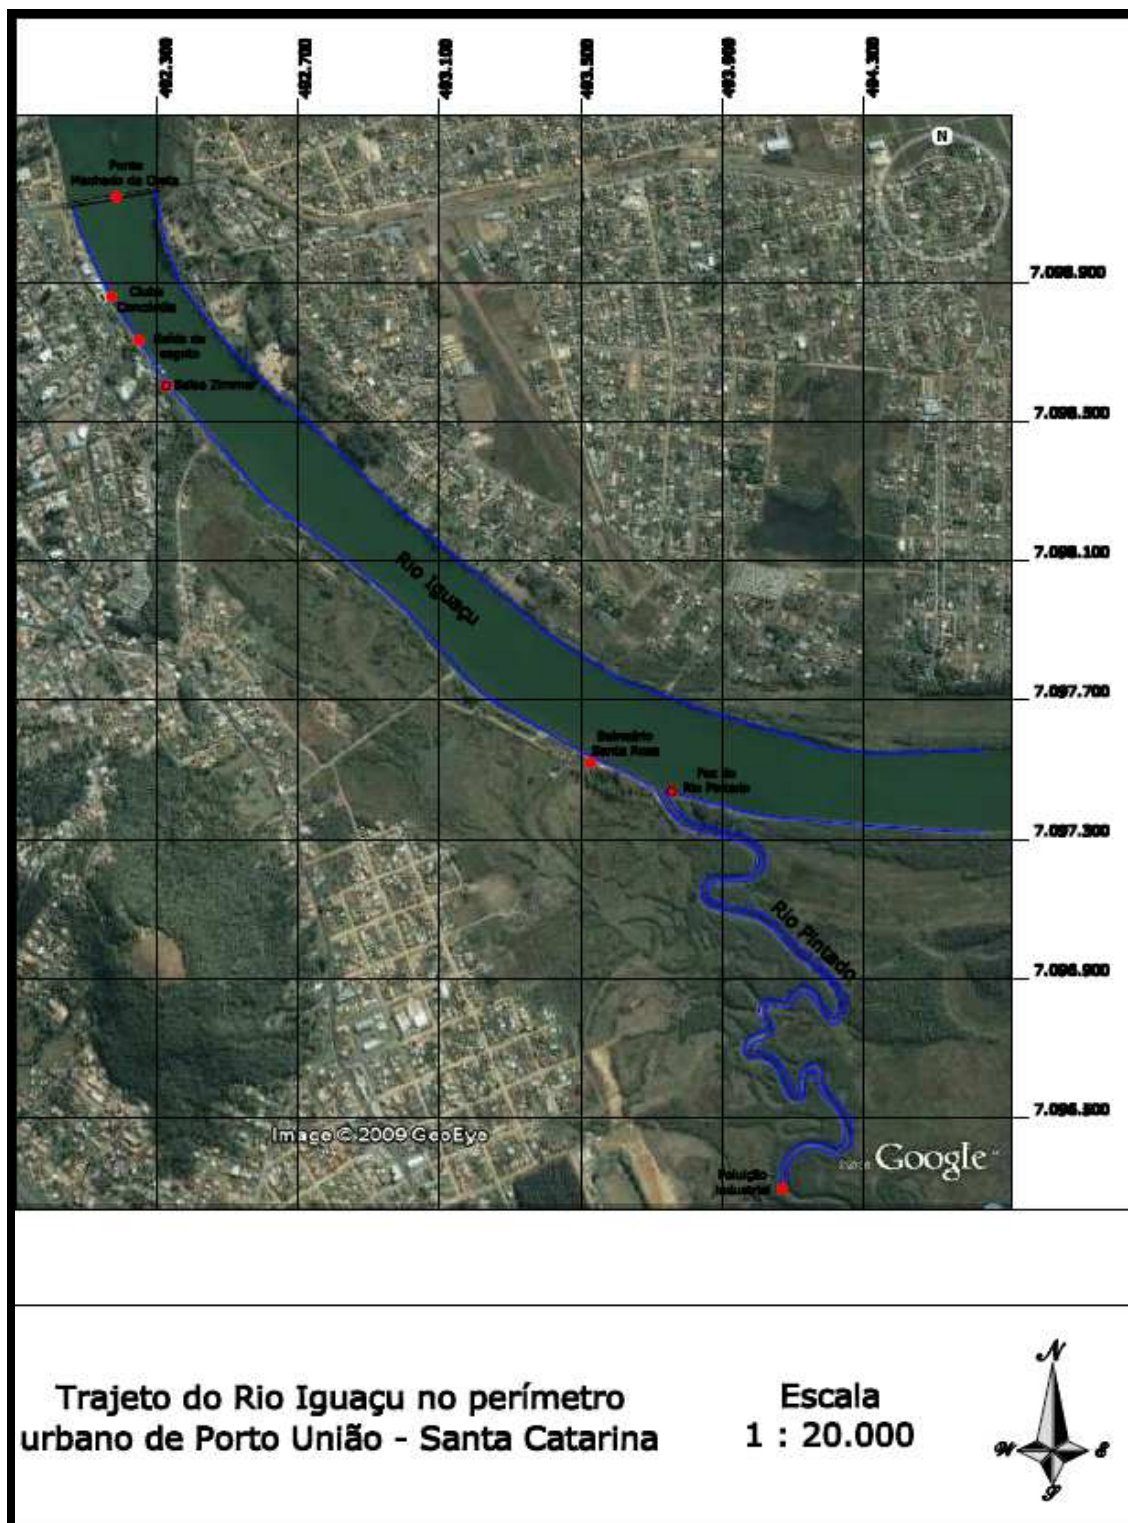 492.300
492.700
493.100
493.500
493.900
494.300
N
Ponte
Machado da Costa
7.098.900
Clube
Concórdia
Saída de
esgoto
Salso Zimmer
7.098.500
7.098.100
Rio Iguaçu
7.097.700
Balneário
Santa Rosa
Foz do
Rio Pintado
7.097.300
Rio Pintado
7.096.900
7.096.500
Image © 2009 GeoEye
Google
Poluição
Industrial
Trajeto do Rio Iguaçu no perímetro
urbano de Porto União - Santa Catarina
Escala
1 : 20.000
N
W
E
S